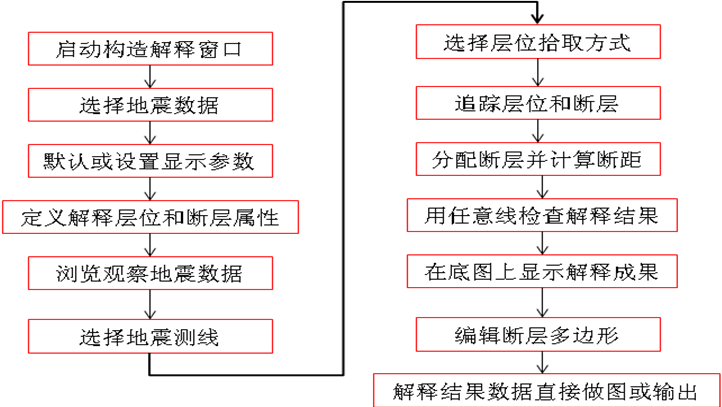 启动构造解释窗口
选择地震数据
默认或设置显示参数
定义解释层位和断层属性
浏览观察地震数据
选择地震测线
选择层位拾取方式
追踪层位和断层
分配断层并计算断距
用任意线检查解释结果
在底图上显示解释成果
编辑断层多边形
解释结果数据直接做图或输出